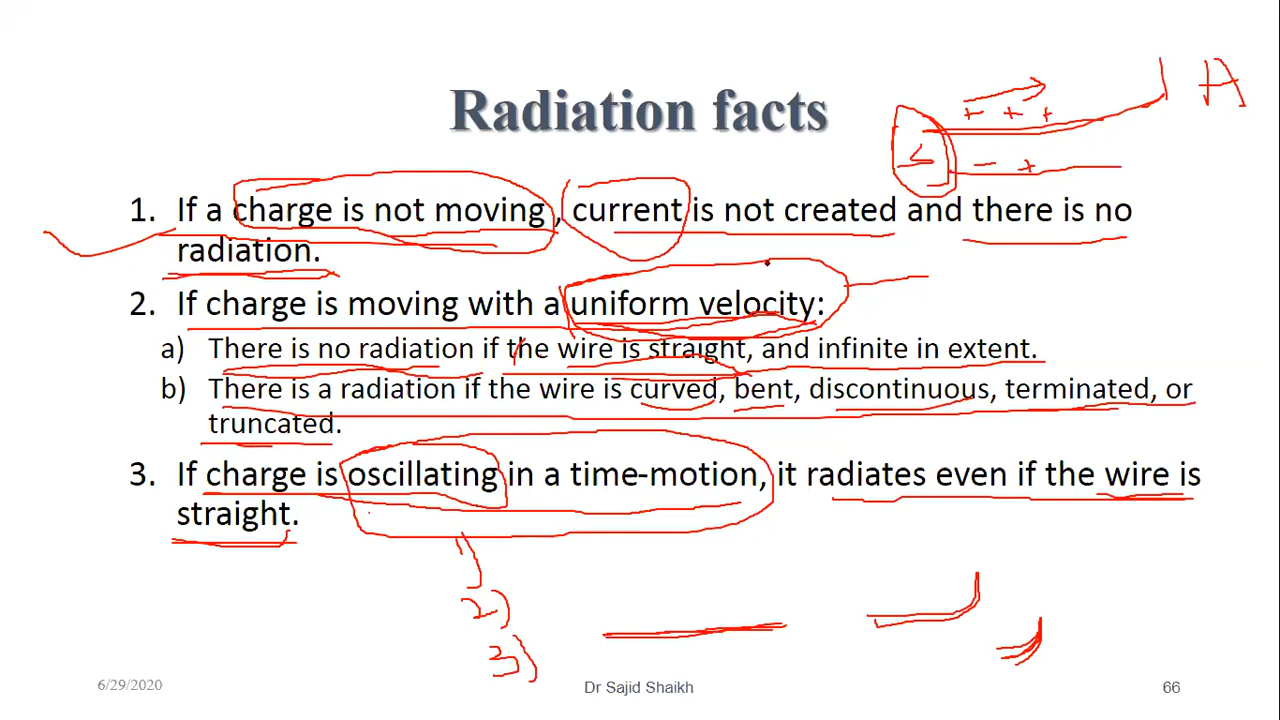 Radiation facts
A
+ + +
- +
1. If a charge is not moving , current is not created and there is no
radiation.
2. If charge is moving with a uniform velocity:
a) There is no radiation if the wire is straight, and infinite in extent.
b) There is a radiation if the wire is curved, bent, discontinuous, terminated, or
truncated.
3. If charge is oscillating in a time-motion, it radiates even if the wire is
straight.
1)
2)
3)
6/29/2020 Dr Sajid Shaikh 66